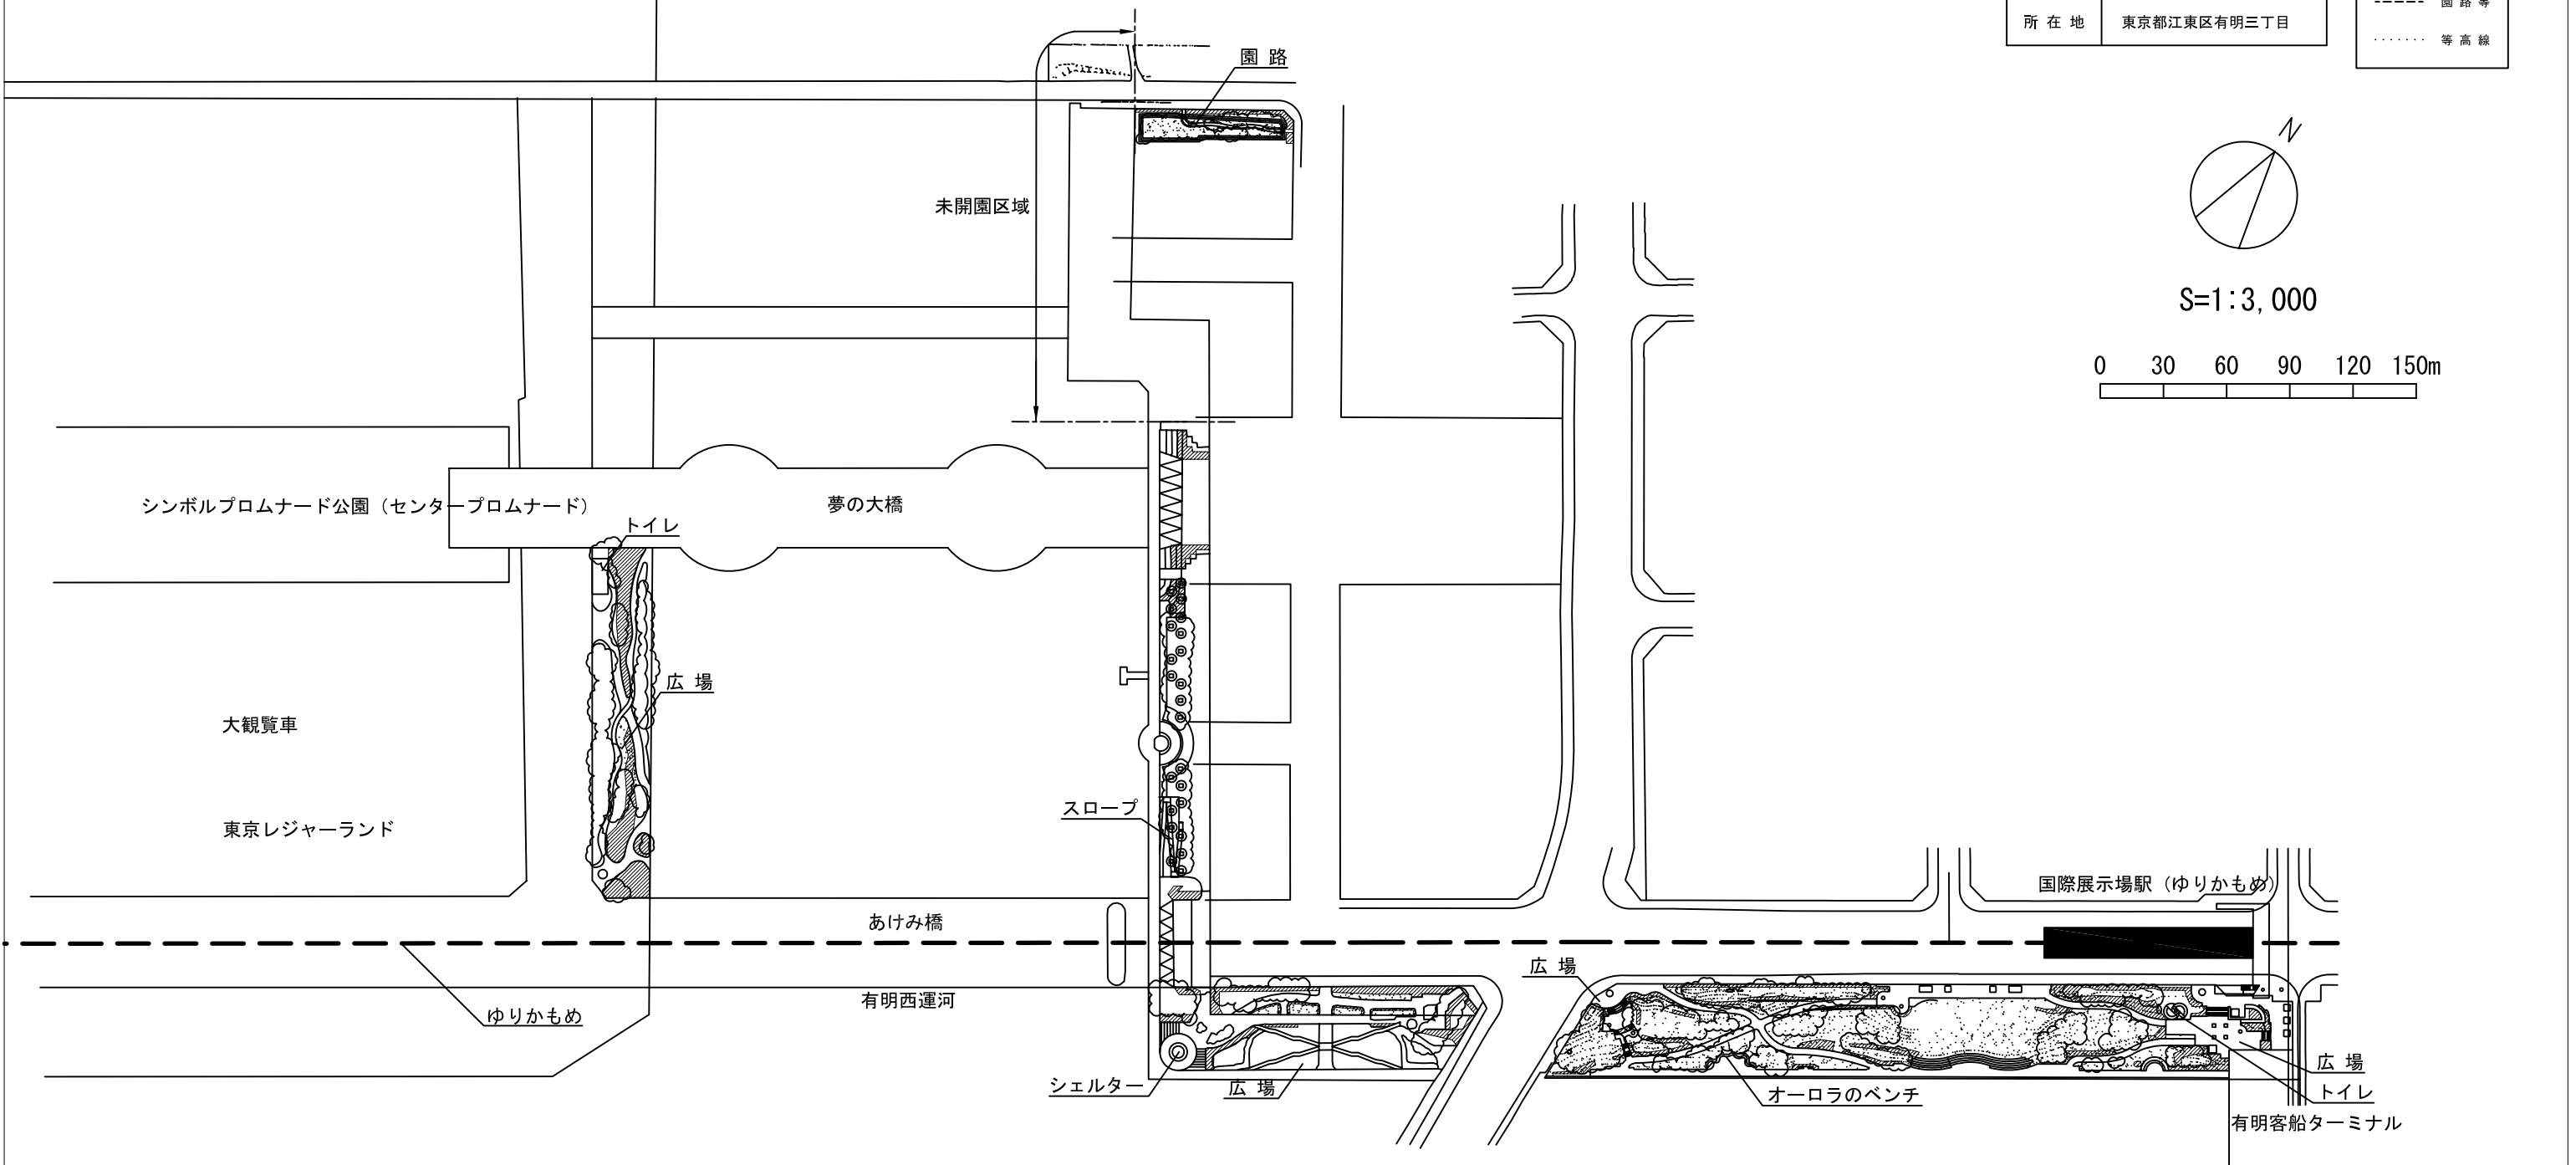 園 路 等
所 在 地 東京都江東区有明三丁目
等 高 線
園 路
N
未開園区域
S=1:3,000
0 30 60 90 120 150m
シンボルプロムナード公園（センタープロムナード）
夢の大橋
トイレ
広 場
大観覧車
スロープ
東京レジャーランド
国際展示場駅（ゆりかもめ）
あけみ橋
広 場
有明西運河
ゆりかもめ
広 場
シェルター
広 場
オーロラのベンチ
トイレ
有明客船ターミナル